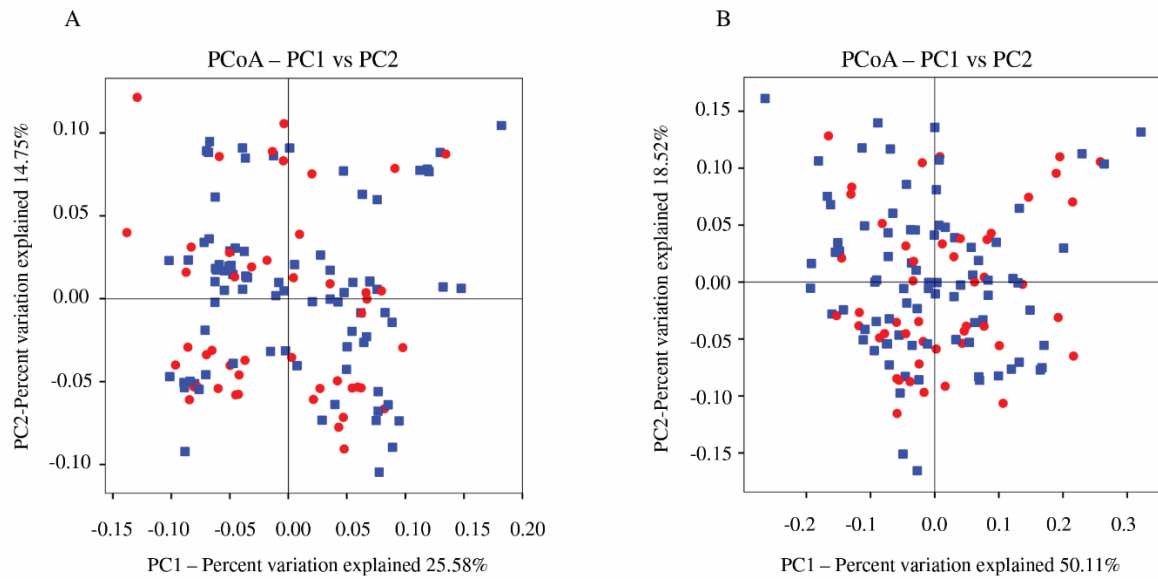 A
PCoA – PC1 vs PC2
PC2-Percent variation explained 14.75%
0.10
0.05
0.00
-0.05
-0.10
-0.15 -0.10 -0.05 0.00 0.05 0.10 0.15 0.20
PC1 – Percent variation explained 25.58%
B
PCoA – PC1 vs PC2
PC2-Percent variation explained 18.52%
0.15
0.10
0.05
0.00
-0.05
-0.10
-0.15
-0.2 -0.1 0.0 0.1 0.2 0.3
PC1 – Percent variation explained 50.11%